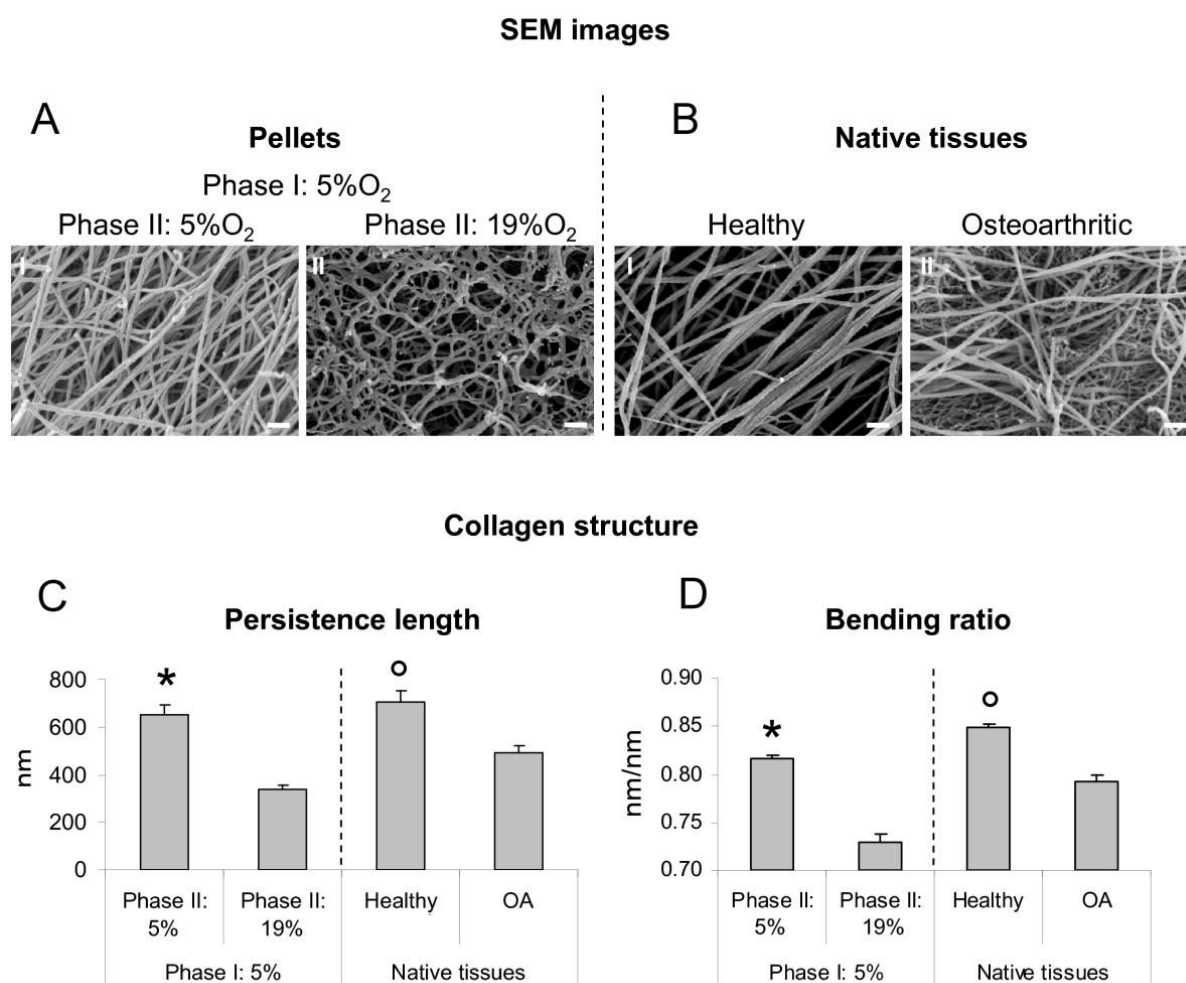 SEM images
A
Pellets
Phase I: 5%O₂
Phase II: 5%O₂
Phase II: 19%O₂
I
II
B
Native tissues
Healthy
Osteoarthritic
I
II
Collagen structure
C
Persistence length
800
600
400
200
0
nm
*
°
Phase II:
5%
Phase II:
19%
Healthy
OA
Phase I: 5%
Native tissues
D
Bending ratio
0.90
0.85
0.80
0.75
0.70
nm/nm
*
°
Phase II:
5%
Phase II:
19%
Healthy
OA
Phase I: 5%
Native tissues